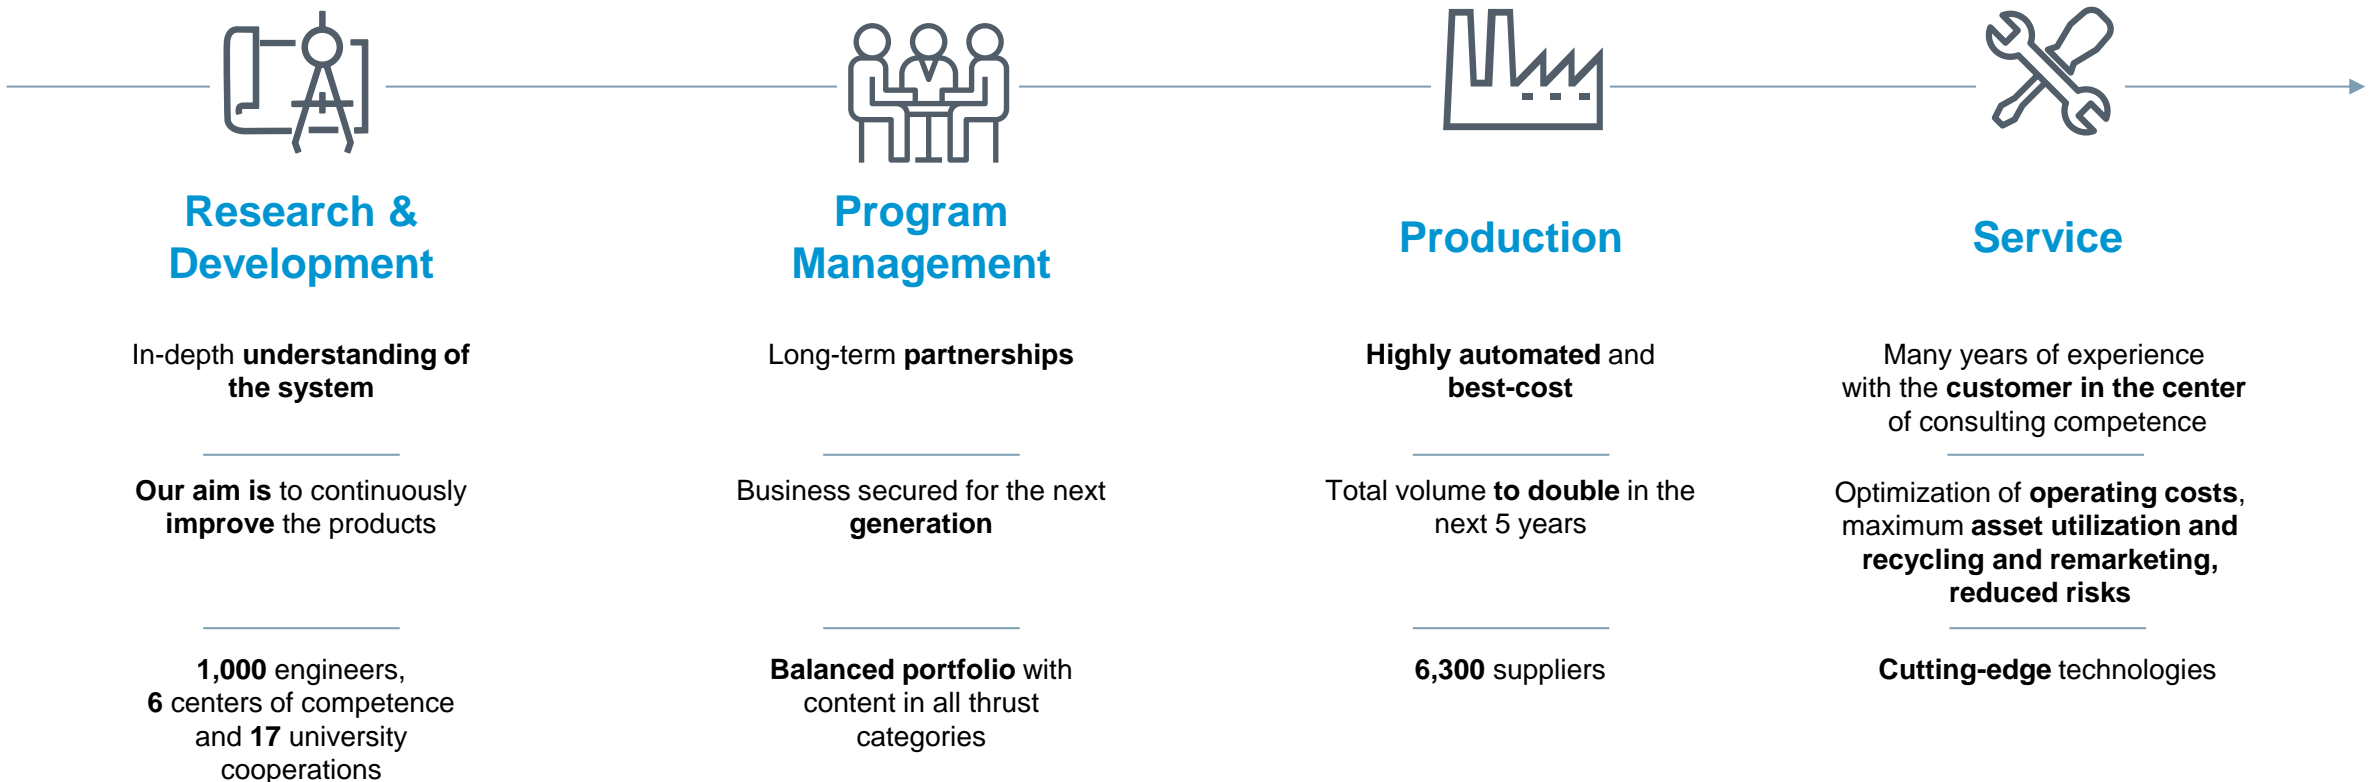 Research &
Development
In-depth understanding of
the system
Our aim is to continuously
improve the products
1,000 engineers,
6 centers of competence
and 17 university
cooperations
Program
Management
Long-term partnerships
Business secured for the next
generation
Balanced portfolio with
content in all thrust
categories
Production
Highly automated and
best-cost
Total volume to double in the
next 5 years
6,300 suppliers
Service
Many years of experience
with the customer in the center
of consulting competence
Optimization of operating costs,
maximum asset utilization and
recycling and remarketing,
reduced risks
Cutting-edge technologies